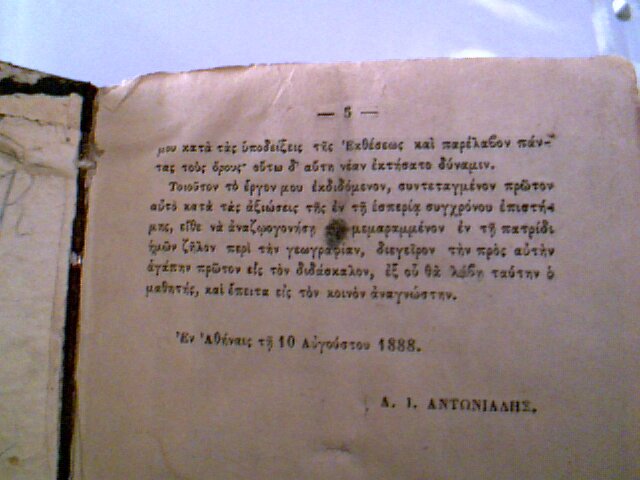 — 5 —
μου κατὰ τὰς ὑποδείξεις τῆς Ἐκθέσεως καὶ παρέλαβον πάν-
τας τοὺς ὅρους· οὕτω δ' αὕτη νέαν ἐκτήσατο δύναμιν.
Τοιοῦτον τὸ ἔργον μου ἐκδιδόμενον, συντεταγμένον πρῶτον
αὐτὸ κατὰ τὰς ἀξιώσεις τῆς ἐν τῇ ἑσπερίᾳ συγχρόνου ἐπιστή-
μης, εἴθε νὰ ἀναζωογονήσῃ μεμαραμμένον ἐν τῇ πατρίδι
ἡμῶν ζῆλον περὶ τὴν γεωγραφίαν, διεγεῖρον τὴν πρὸς αὐτὴν
ἀγάπην πρῶτον εἰς τὸν διδάσκαλον, ἐξ οὗ θὰ λάβῃ ταύτην ὁ
μαθητής, καὶ ἔπειτα εἰς τὸν κοινὸν ἀναγνώστην.
Ἐν Ἀθήναις τῇ 10 Αὐγούστου 1888.
Α. Ι. ΑΝΤΩΝΙΑΔΗΣ.